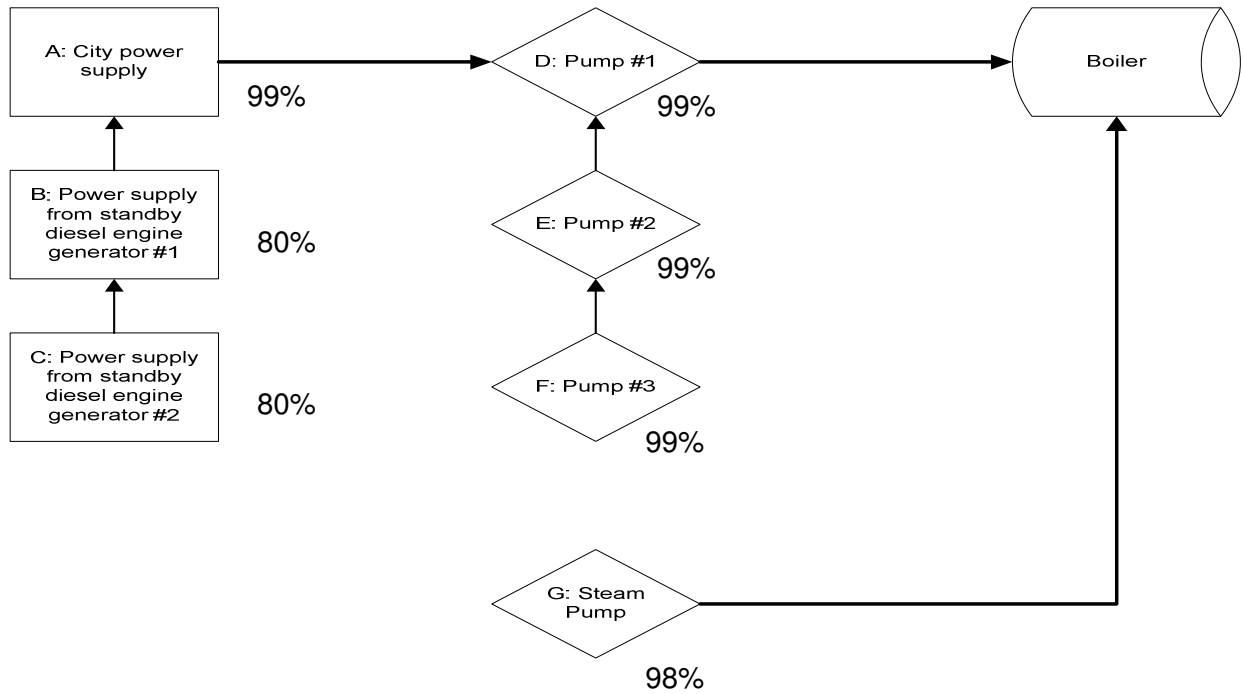 A: City power
supply
99%
D: Pump #1
99%
Boiler
B: Power supply
from standby
diesel engine
generator #1
80%
E: Pump #2
99%
C: Power supply
from standby
diesel engine
generator #2
80%
F: Pump #3
99%
G: Steam
Pump
98%